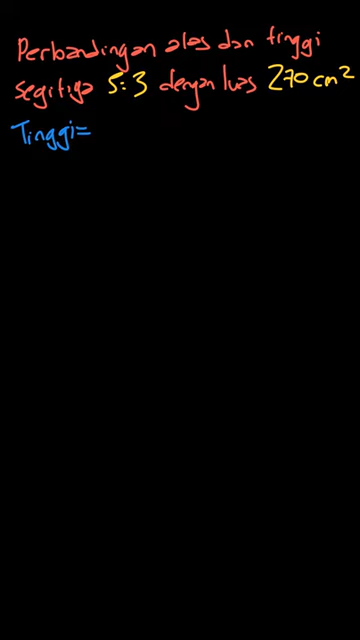 Perbandingan alas dan tinggi
segitiga 5:3 dengan luas 270 cm²
Tinggi=